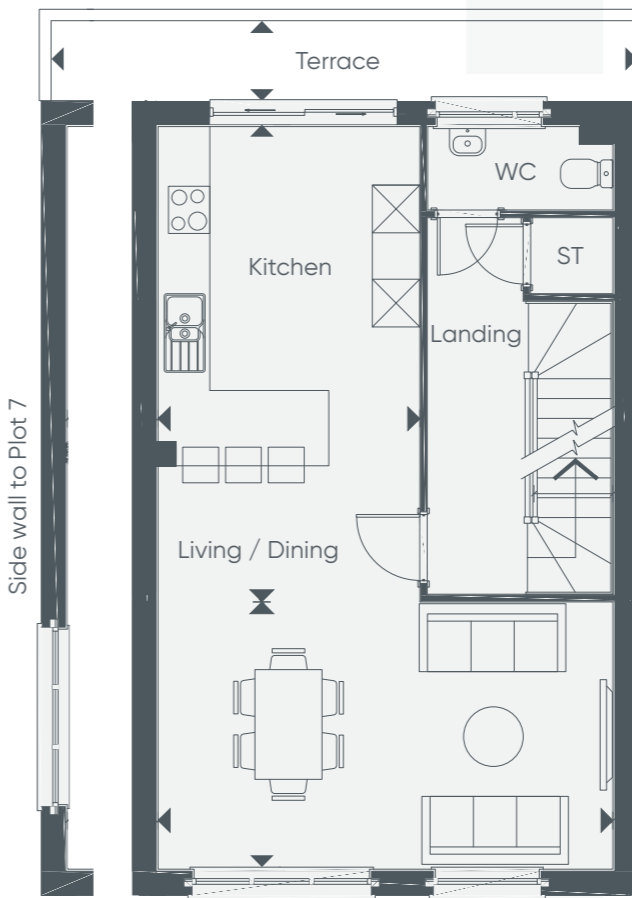 Terrace
WC
Kitchen
ST
Landing
Side wall to Plot 7
Living / Dining